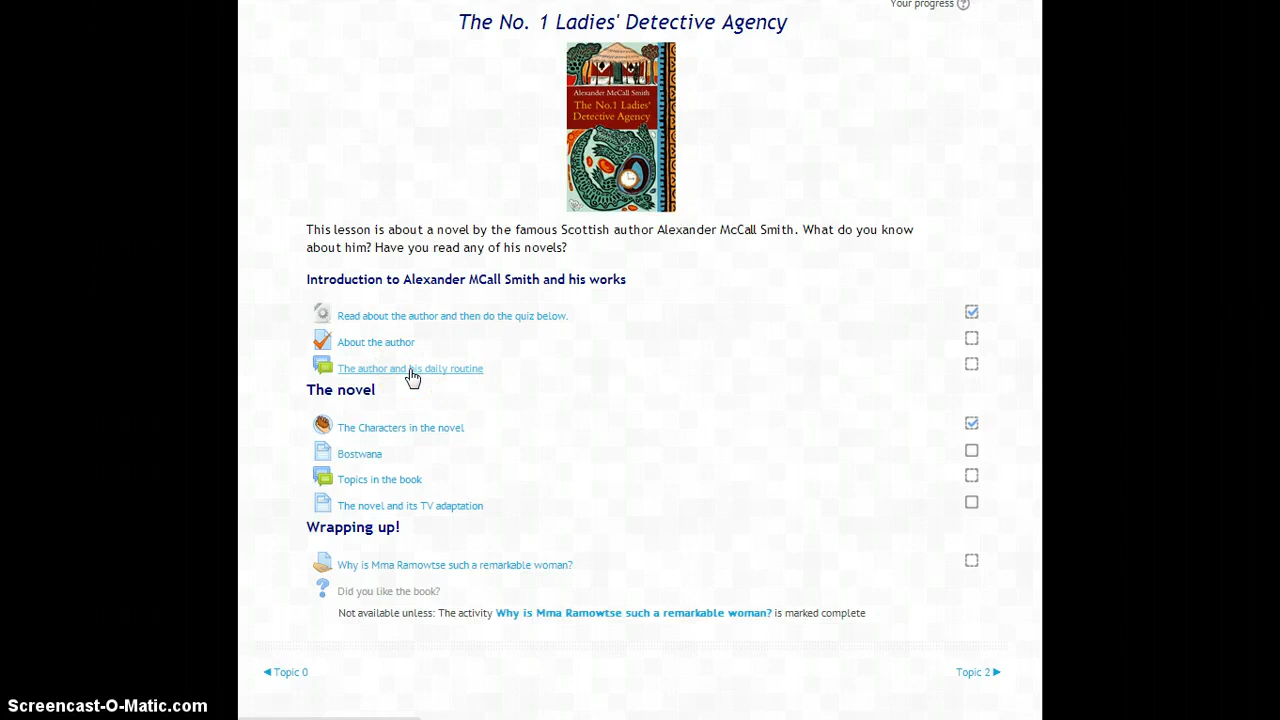 Your progress
The No. 1 Ladies' Detective Agency
Alexander McCall Smith
The No.1 Ladies'
Detective Agency
This lesson is about a novel by the famous Scottish author Alexander McCall Smith. What do you know
about him? Have you read any of his novels?
Introduction to Alexander MCall Smith and his works
Read about the author and then do the quiz below.
About the author
The author and his daily routine
The novel
The Characters in the novel
Bostwana
Topics in the book
The novel and its TV adaptation
Wrapping up!
Why is Mma Ramowtse such a remarkable woman?
Did you like the book?
Not available unless: The activity Why is Mma Ramowtse such a remarkable woman? is marked complete
◀ Topic 0
Topic 2 ▶
Screencast-O-Matic.com